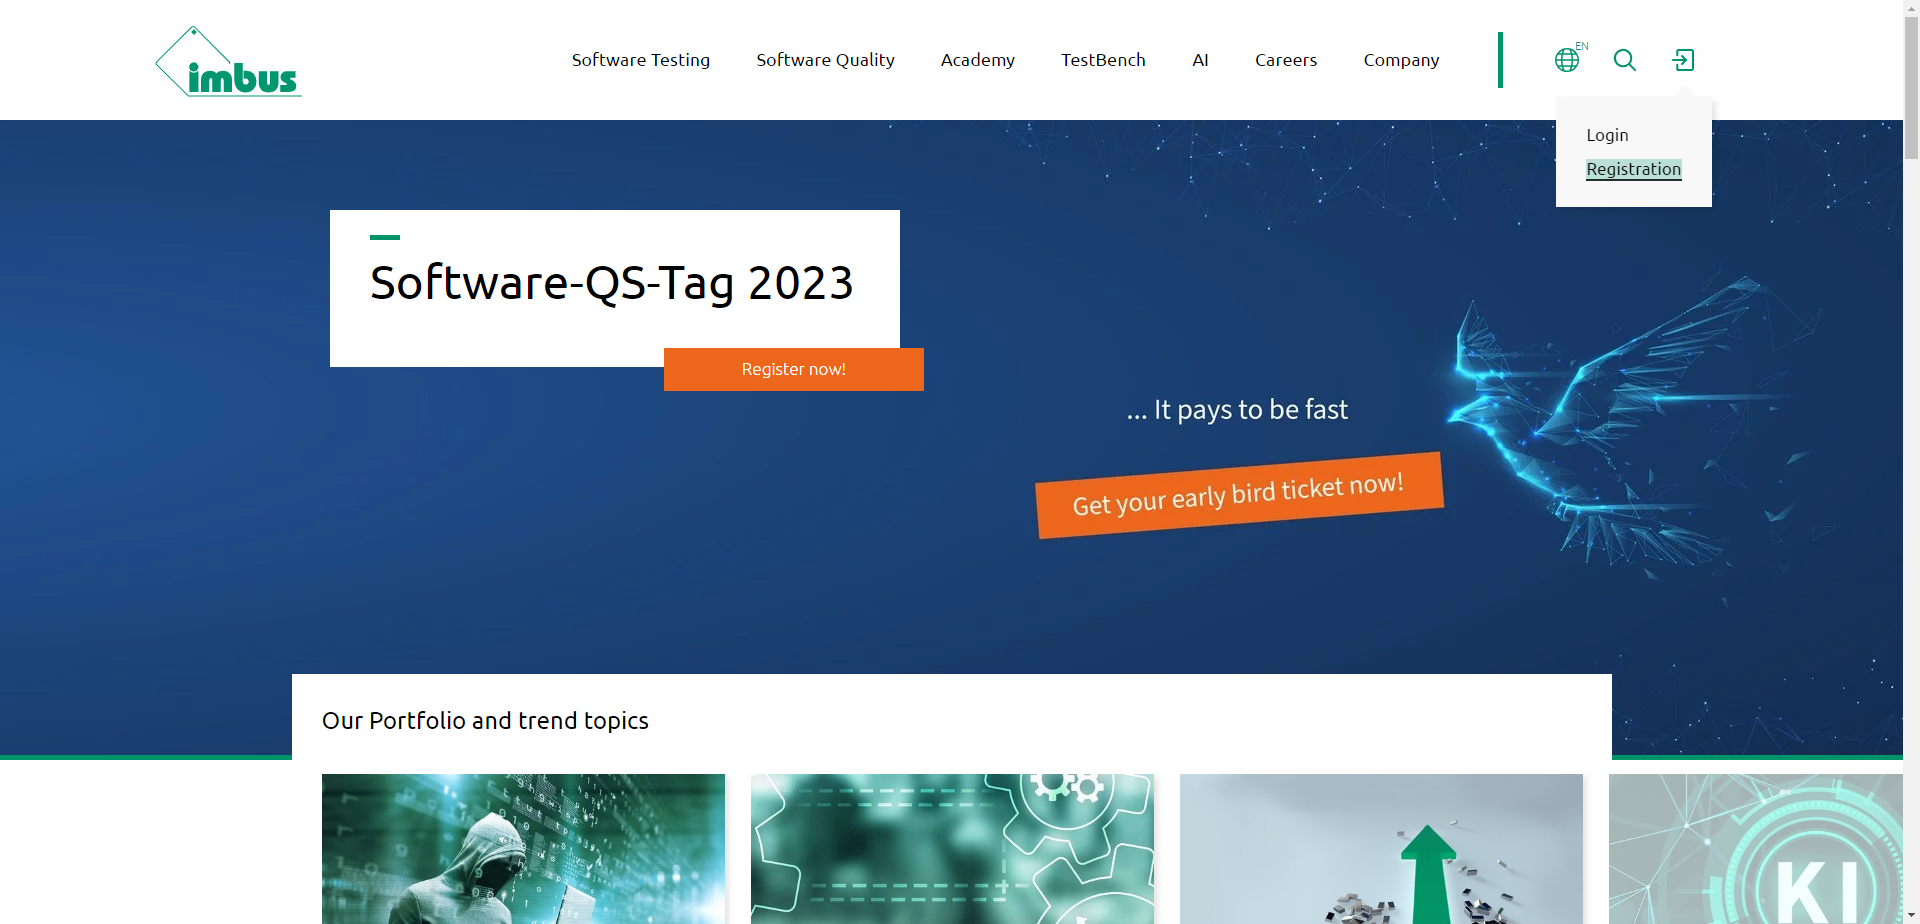 imbus
Software Testing
Software Quality
Academy
TestBench
AI
Careers
Company
EN
Login
Registration
Software-QS-Tag 2023
Register now!
... It pays to be fast
Get your early bird ticket now!
Our Portfolio and trend topics
KI